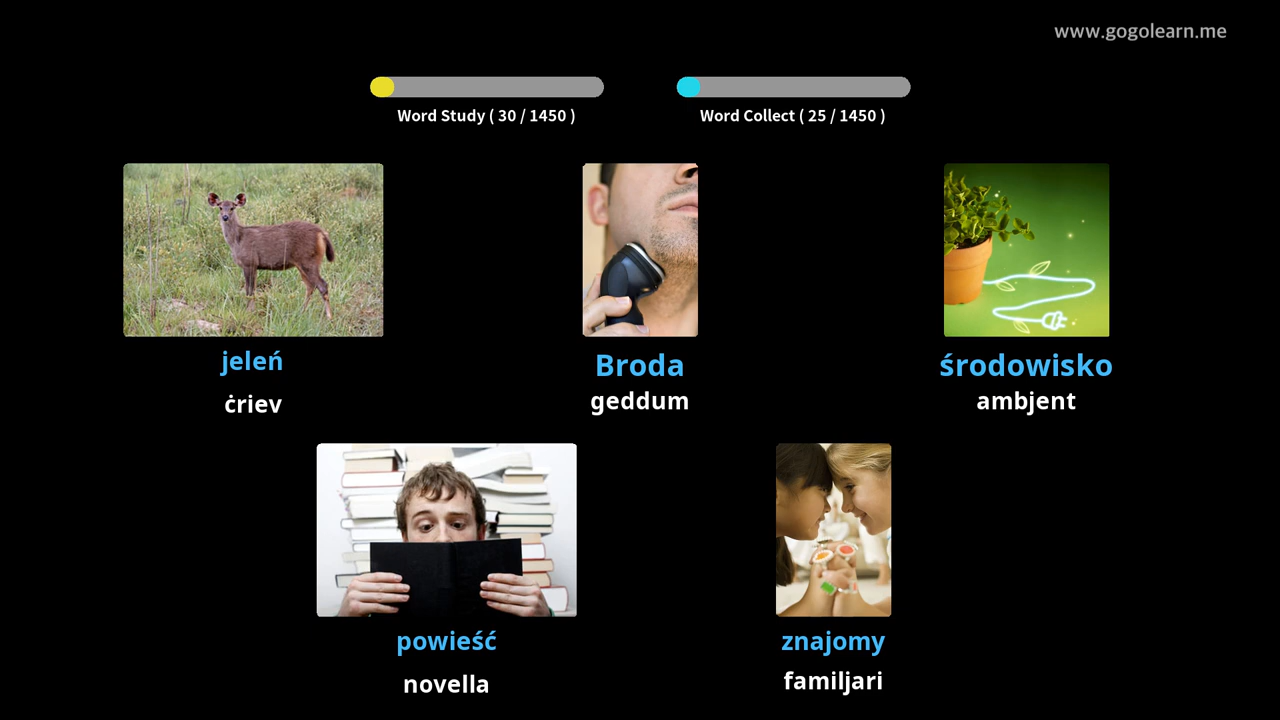 www.gogolearn.me
Word Study ( 30 / 1450 )
Word Collect ( 25 / 1450 )
jeleń
ċriev
Broda
geddum
środowisko
ambjent
powieść
novella
znajomy
familjari